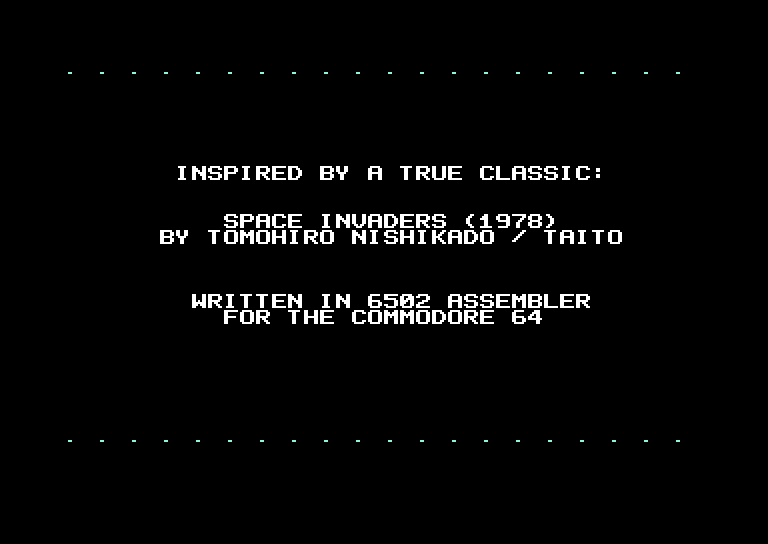 INSPIRED BY A TRUE CLASSIC:
SPACE INVADERS (1978)
BY TOMOHIRO NISHIKADO / TAITO
WRITTEN IN 6502 ASSEMBLER
FOR THE COMMODORE 64